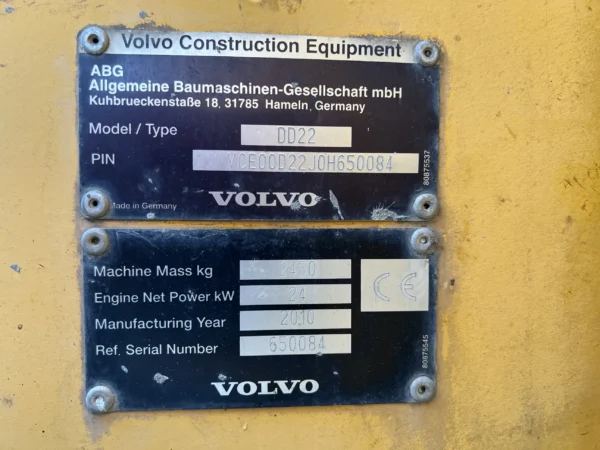 Volvo Construction Equipment
ABG
Allgemeine Baumaschinen-Gesellschaft mbH
Kuhbrueckenstaße 18, 31785 Hameln, Germany
Model / Type DD22
PIN VCE00D22J0H650084
80875537
Made in Germany
VOLVO
Machine Mass kg
Engine Net Power kW 24
Manufacturing Year 2010
Ref. Serial Number 650084
CE
80875545
VOLVO